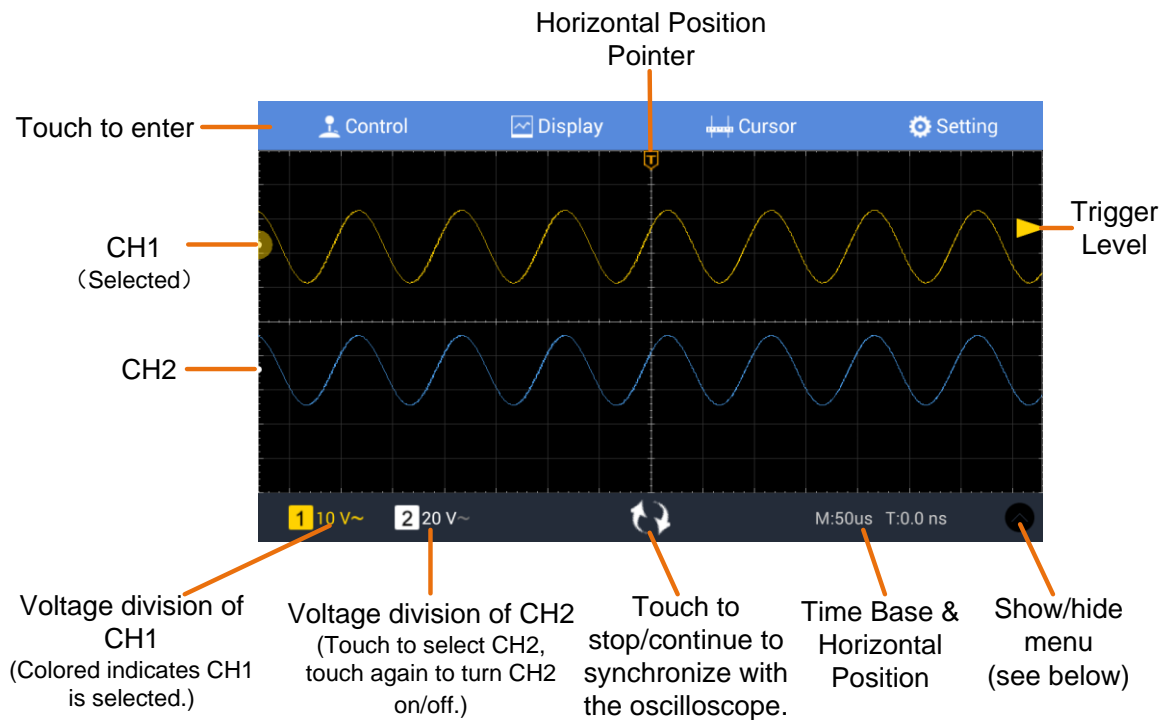 Horizontal Position
Pointer
Touch to enter
Control
Display
Cursor
Setting
T
CH1
（Selected）
Trigger
Level
CH2
1 10 V~
2 20 V~
M:50us T:0.0 ns
Voltage division of
CH1
(Colored indicates CH1
is selected.)
Voltage division of CH2
(Touch to select CH2,
touch again to turn CH2
on/off.)
Touch to
stop/continue to
synchronize with
the oscilloscope.
Time Base &
Horizontal
Position
Show/hide
menu
(see below)